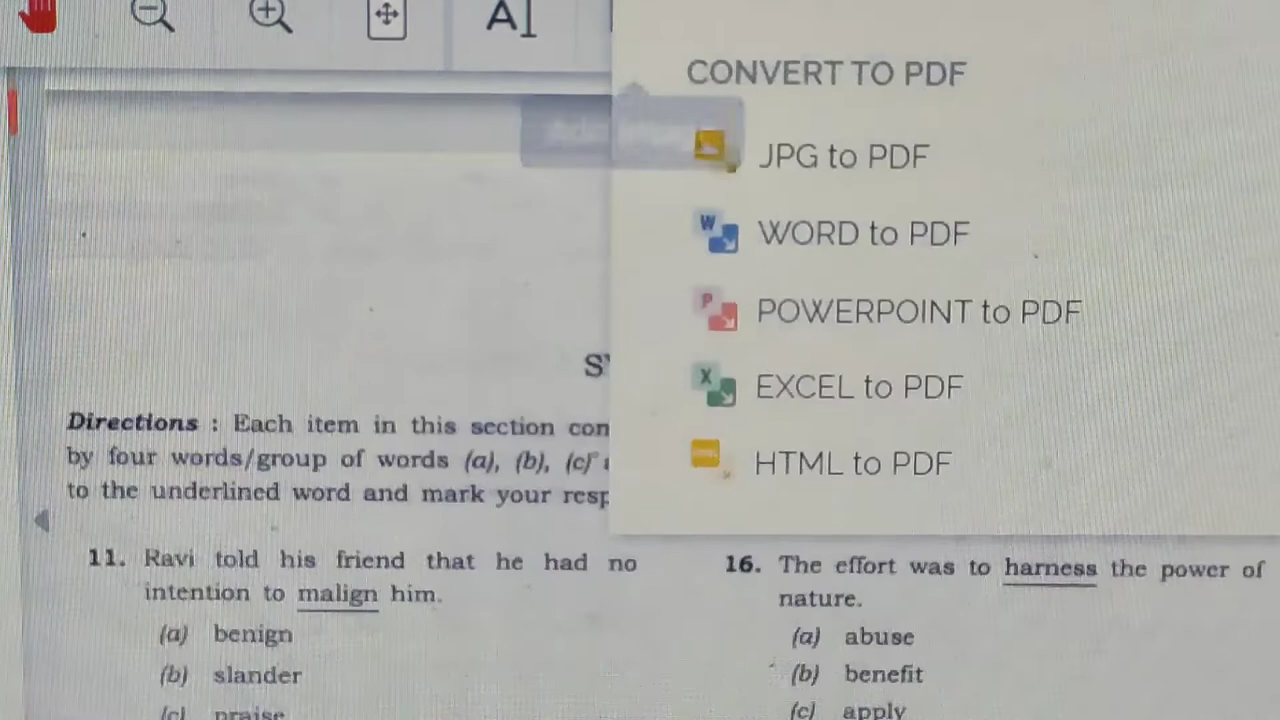 A
CONVERT TO PDF
JPG to PDF
W
WORD to PDF
P
POWERPOINT to PDF
X
EXCEL to PDF
HTML to PDF
Directions : Each item in this section
by four words/group of words (a), (b), (c)
to the underlined word and mark your
11. Ravi told his friend that he had no
intention to malign him.
(a) benign
(b) slander
(c) praise
16. The effort was to harness the power of
nature.
(a) abuse
(b) benefit
(c) apply